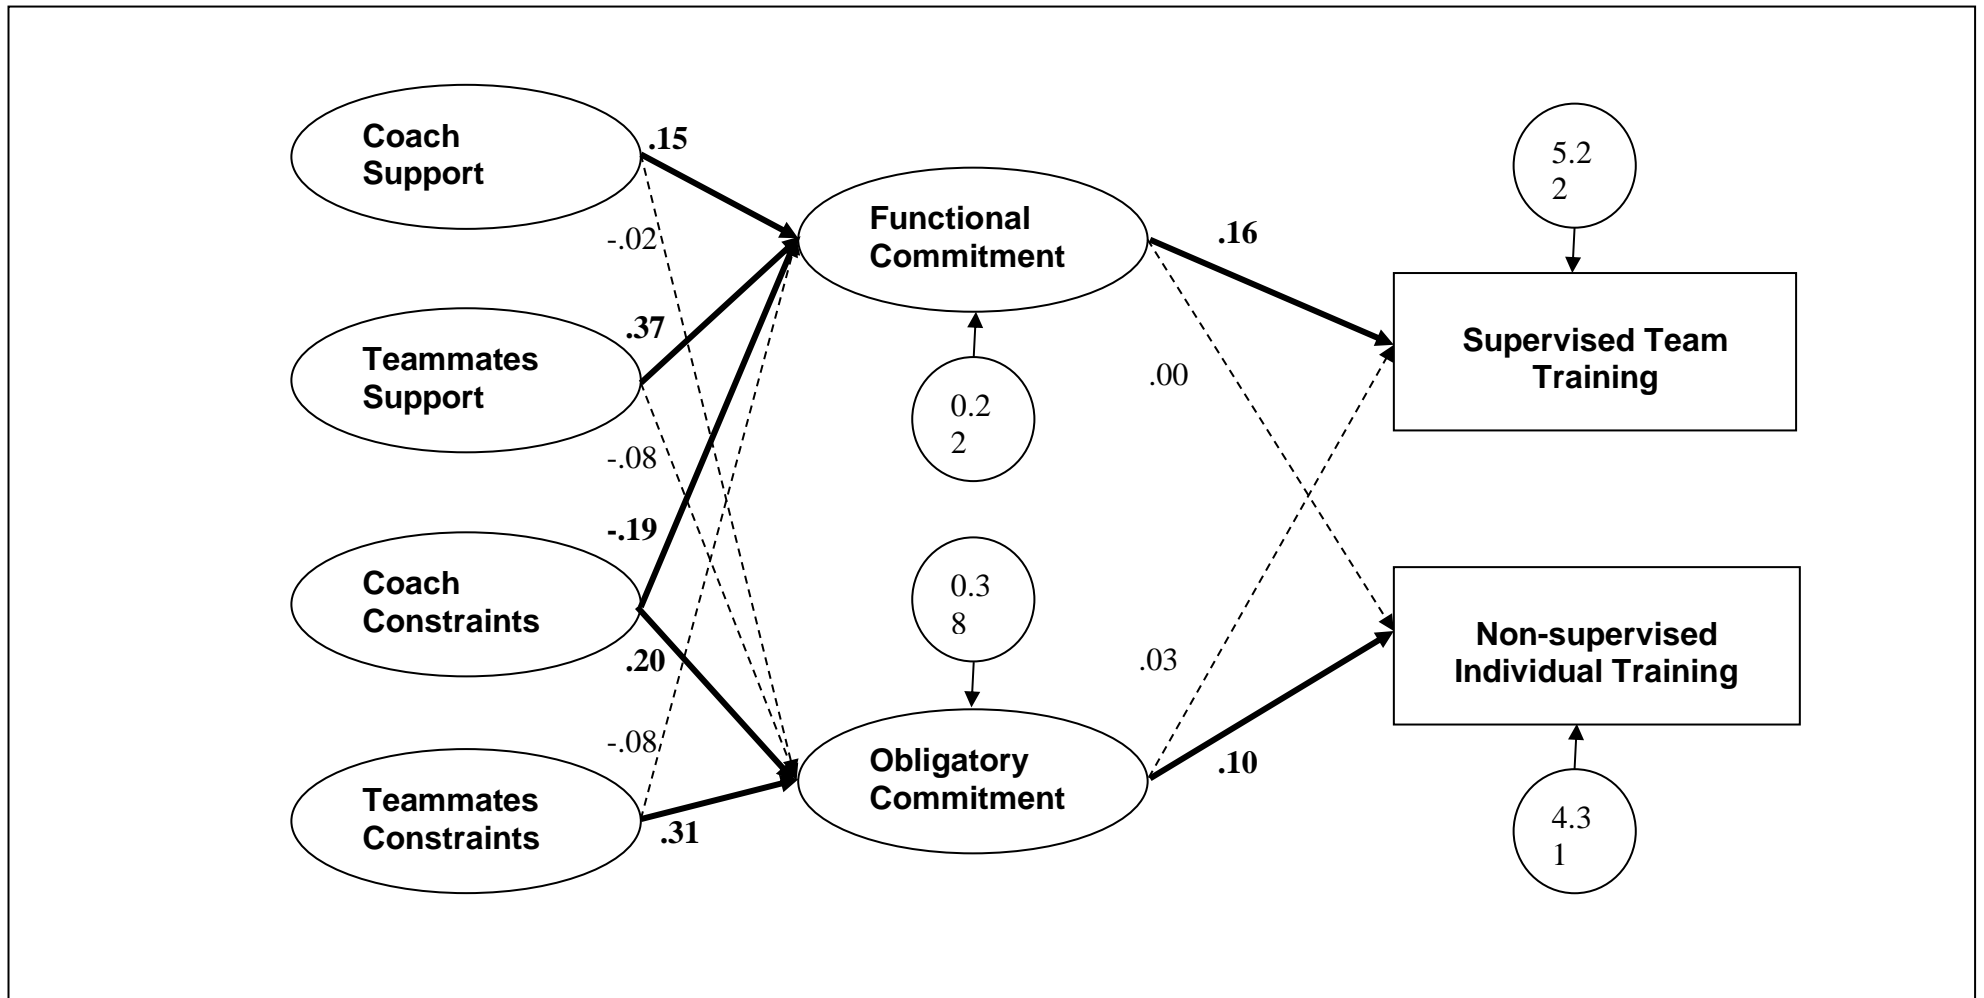 Coach
Support
.15
-.02
Teammates
Support
.37
-.08
Coach
Constraints
-.19
.20
Teammates
Constraints
-.08
.31
Functional
Commitment
0.2
2
0.3
8
Obligatory
Commitment
.16
.00
.03
.10
5.2
2
Supervised Team
Training
Non-supervised
Individual Training
4.3
1